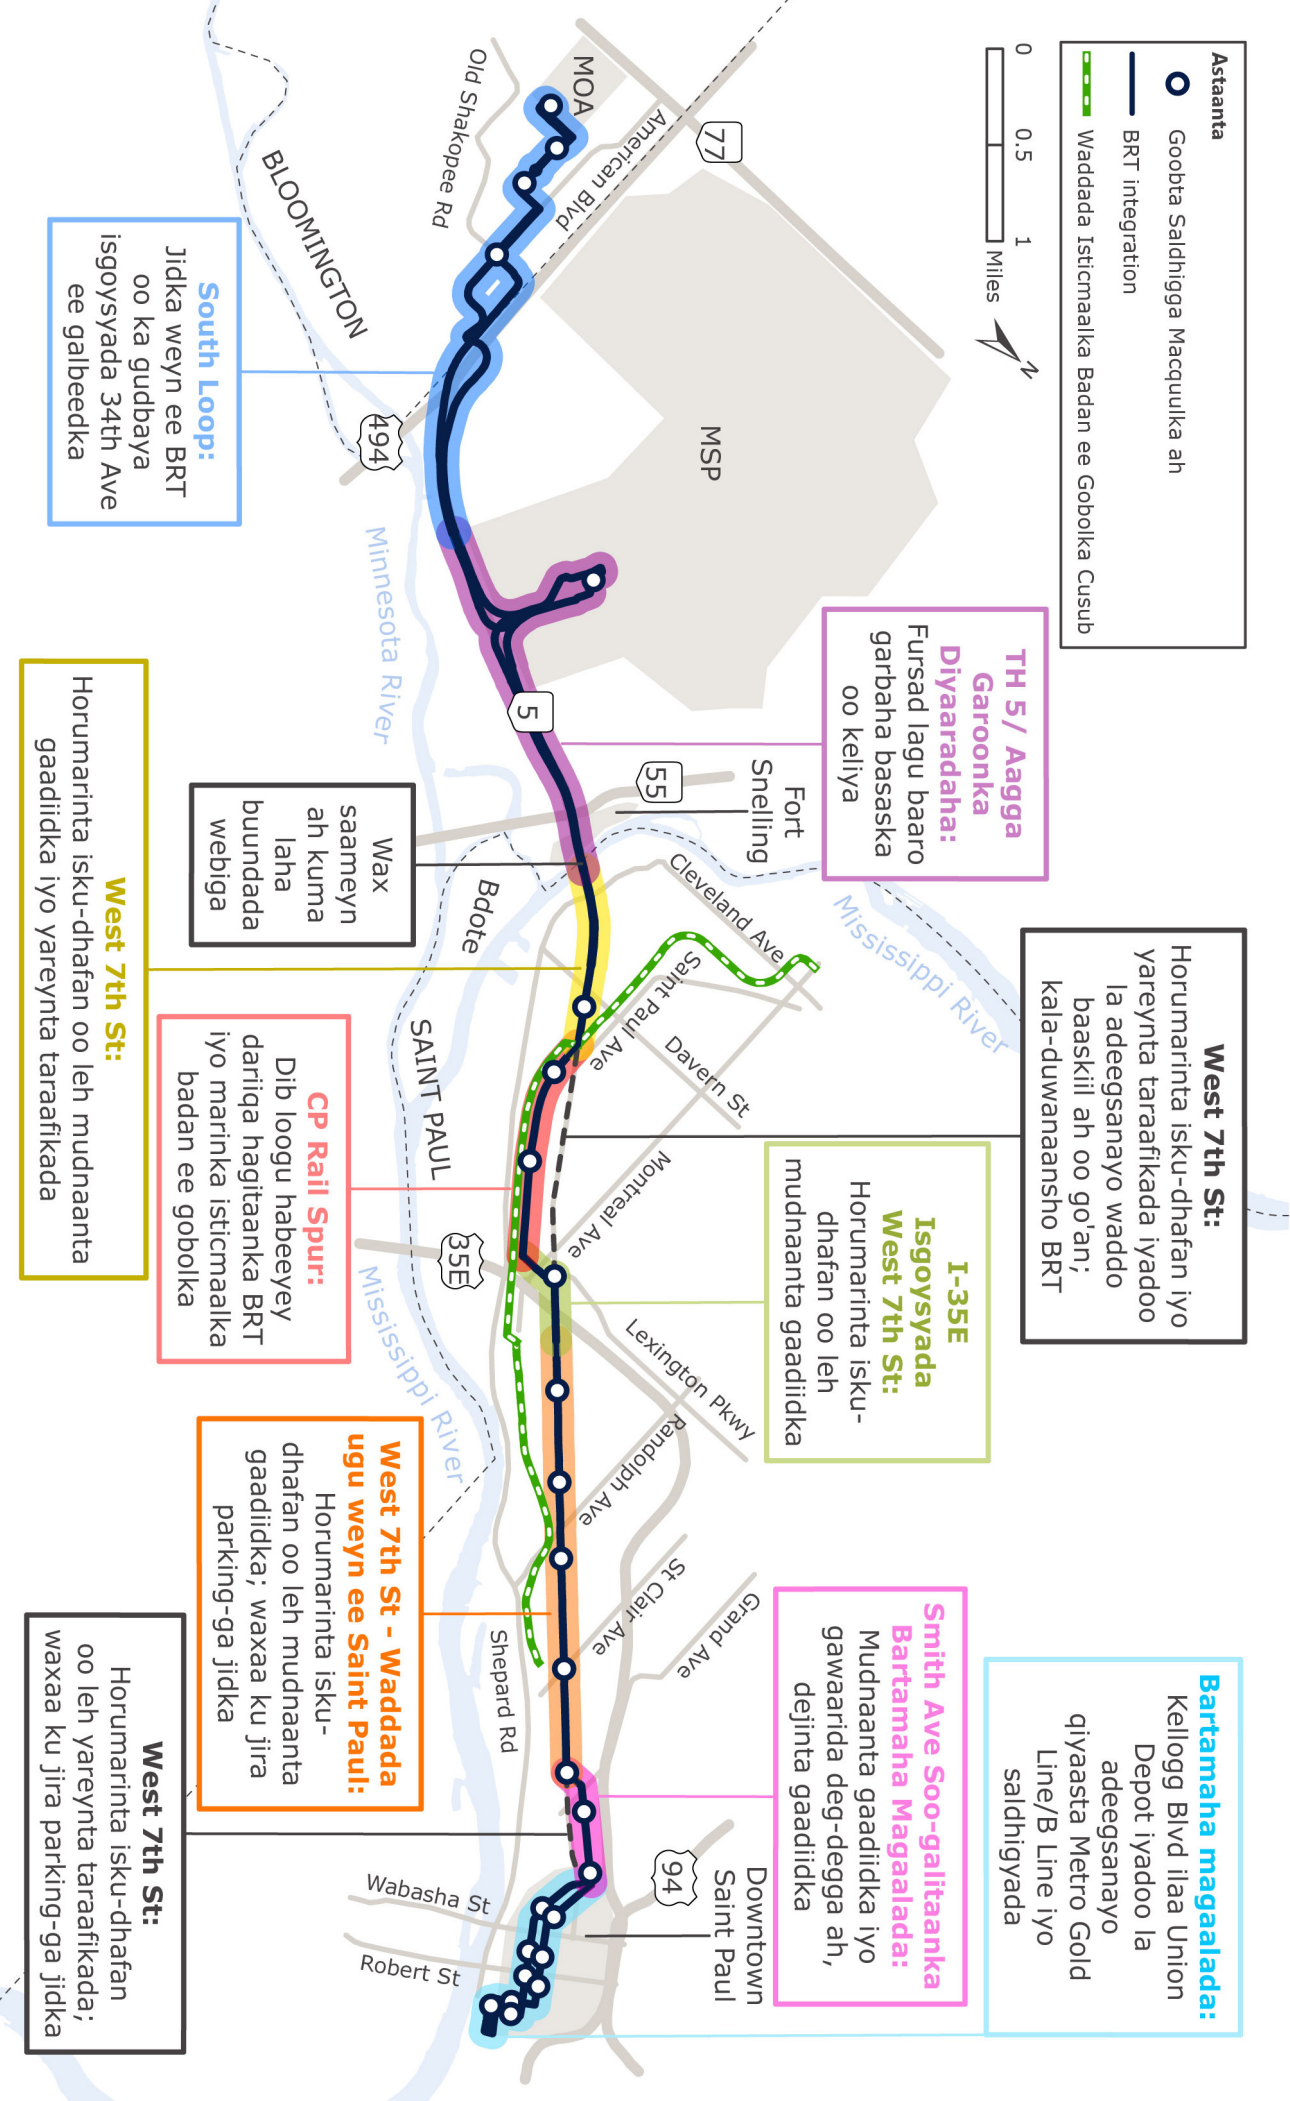 Astaanta
Goobta Saldhigga Macquulka ah
BRT integration
Waddada Isticmaalka Badan ee Gobolka Cusub
0 0.5 1
Miles
N
TH 5/ Aagga
Garoonka
Diyaaradaha:
Fursad lagu baaro
garbaha basaska
oo keliya
West 7th St:
Horumarinta isku-dhafan iyo
yareynta taraafikada iyadoo
la adeegsanayo waddo
baaskiil ah oo go'an;
kala-duwanaansho BRT
I-35E
Isgoysyada
West 7th St:
Horumarinta isku-
dhafan oo leh
mudnaanta gaadiidka
Smith Ave Soo-galitaanka
Bartamaha Magaalada:
Mudnaanta gaadiidka iyo
gawaarida deg-degga ah,
dejinta gaadiidka
Bartamaha magaalada:
Kellogg Blvd ilaa Union
Depot iyadoo la
adeegsanayo
qiyaasta Metro Gold
Line/B Line iyo
saldhigyada
77
MSP
MOA
American Blvd
Old Shakopee Rd
BLOOMINGTON
494
Minnesota River
5
55
Fort
Snelling
Bdote
Cleveland Ave
Mississippi River
Saint Paul Ave
Davern St
Montreal Ave
SAINT PAUL
35E
Mississippi River
Lexington Pkwy
Randolph Ave
St Clair Ave
Grand Ave
Shepard Rd
94
Downtown
Saint Paul
Wabasha St
Robert St
South Loop:
Jidka weyn ee BRT
oo ka gudbaya
isgoysyada 34th Ave
ee galbeedka
Wax
saameyn
ah kuma
laha
buundada
webiga
West 7th St:
Horumarinta isku-dhafan oo leh mudnaanta
gaadiidka iyo yareynta taraafikada
CP Rail Spur:
Dib loogu habeeyey
dariiqa hagitaanka BRT
iyo marinka isticmaalka
badan ee gobolka
West 7th St - Waddada
ugu weyn ee Saint Paul:
Horumarinta isku-
dhafan oo leh mudnaanta
gaadiidka; waxaa ku jira
parking-ga jidka
West 7th St:
Horumarinta isku-dhafan
oo leh yareynta taraafikada;
waxaa ku jira parking-ga jidka